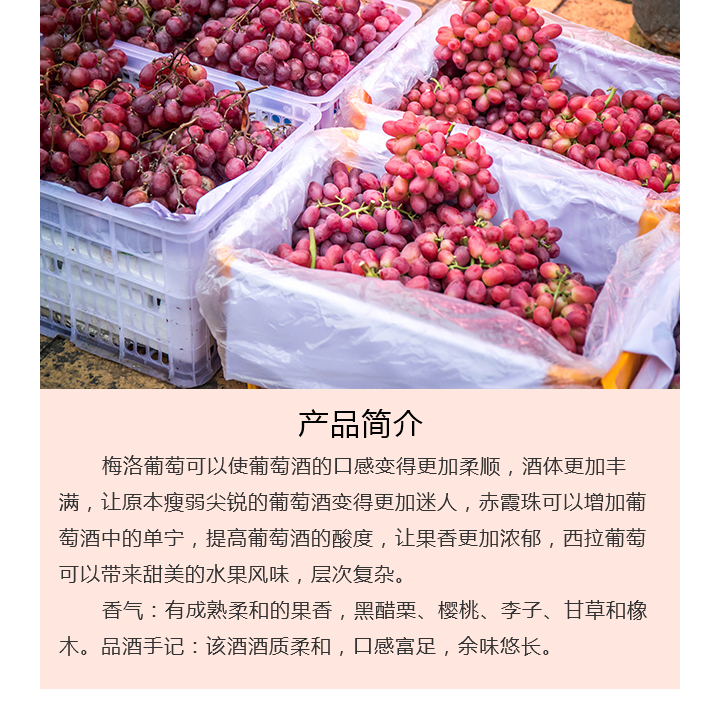 产品简介
梅洛葡萄可以使葡萄酒的口感变得更加柔顺，酒体更加丰
满，让原本瘦弱尖锐的葡萄酒变得更加迷人，赤霞珠可以增加葡
萄酒中的单宁，提高葡萄酒的酸度，让果香更加浓郁，西拉葡萄
可以带来甜美的水果风味，层次复杂。
香气：有成熟柔和的果香，黑醋栗、樱桃、李子、甘草和橡
木。品酒手记：该酒酒质柔和，口感富足，余味悠长。